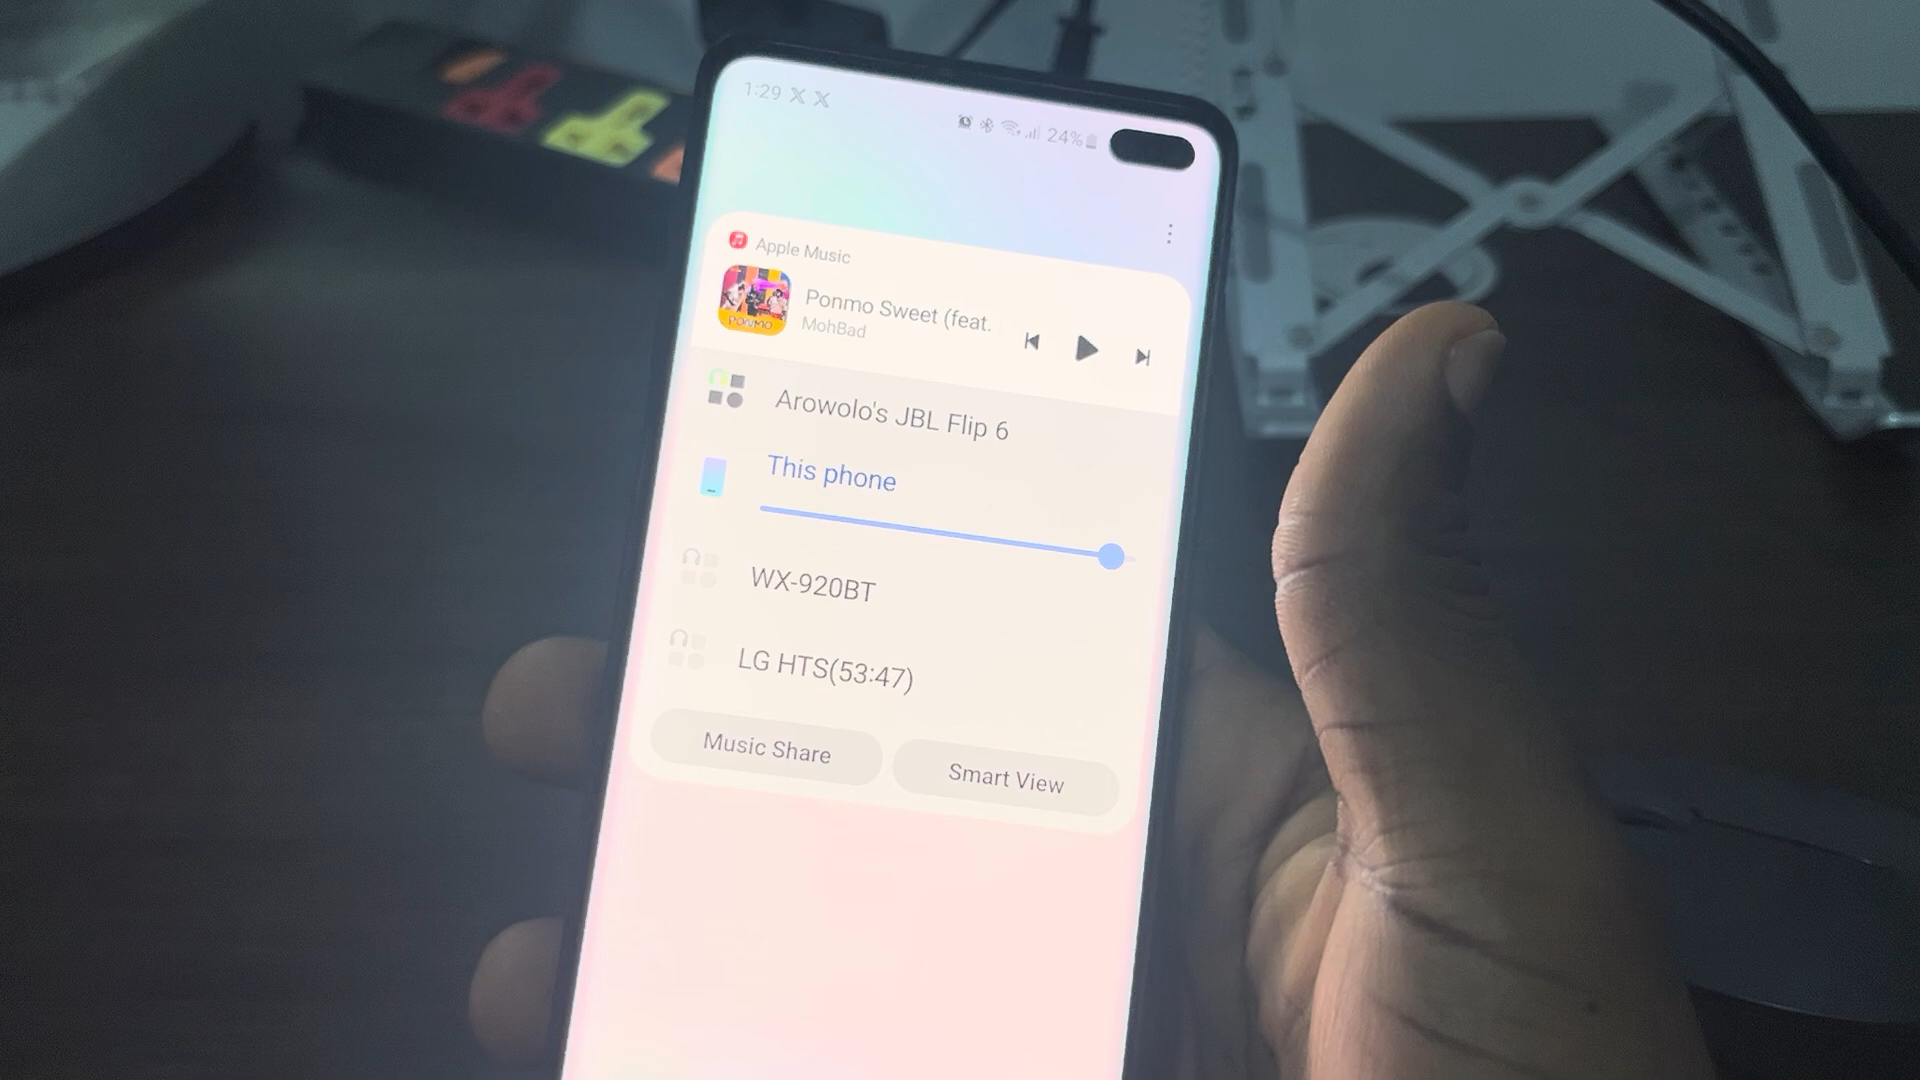 1:29
24%
Apple Music
Ponmo Sweet (feat.
MohBad
PONMO
Arowolo's JBL Flip 6
This phone
WX-920BT
LG HTS(53:47)
Music Share
Smart View